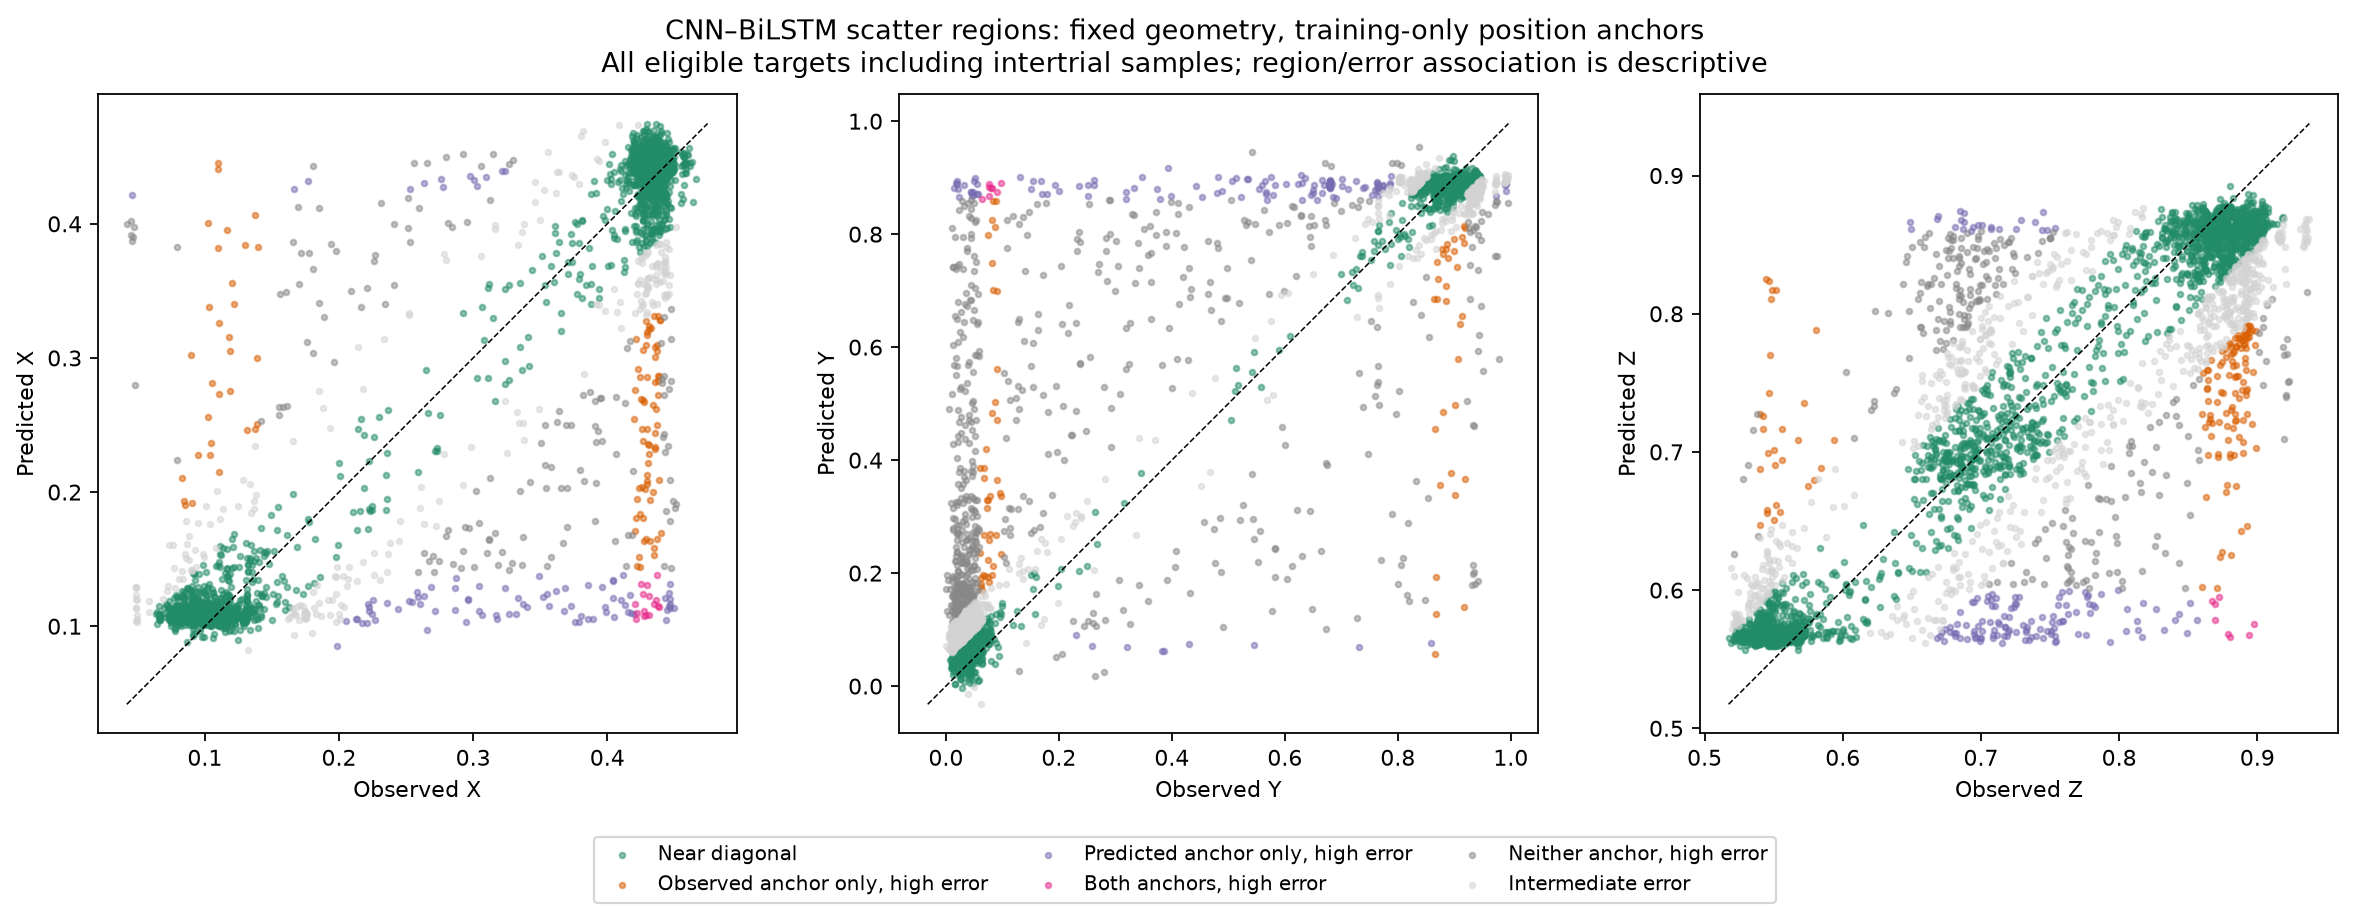 CNN–BiLSTM scatter regions: fixed geometry, training-only position anchors
All eligible targets including intertrial samples; region/error association is descriptive
Predicted X
0.4
0.3
0.2
0.1
0.1
0.2
0.3
0.4
Observed X
Predicted Y
1.0
0.8
0.6
0.4
0.2
0.0
0.0
0.2
0.4
0.6
0.8
1.0
Observed Y
Predicted Z
0.9
0.8
0.7
0.6
0.5
0.5
0.6
0.7
0.8
0.9
Observed Z
Near diagonal
Observed anchor only, high error
Predicted anchor only, high error
Both anchors, high error
Neither anchor, high error
Intermediate error